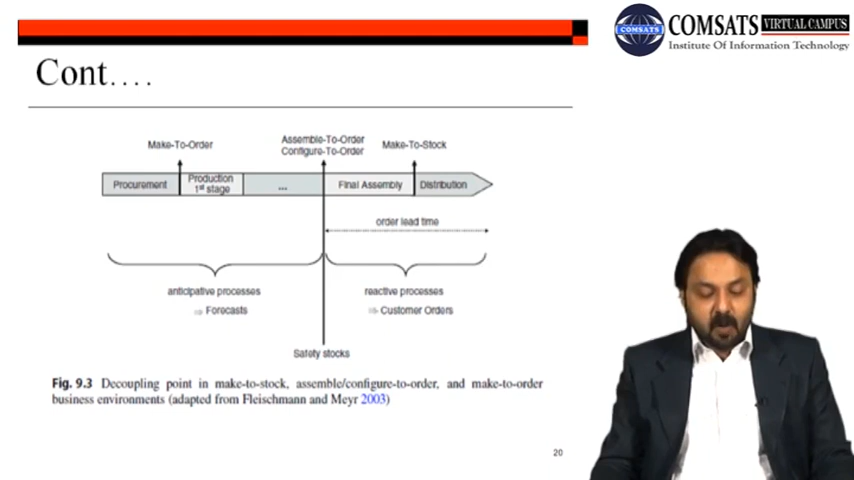 COMSATS VIRTUAL CAMPUS
COMSATS
Institute Of Information Technology
Cont....
Make-To-Order
Assemble-To-Order
Configure-To-Order
Make-To-Stock
Procurement
Production
1st stage
...
Final Assembly
Distribution
order lead time
anticipative processes
⇒ Forecasts
reactive processes
⇒ Customer Orders
Safety stocks
Fig. 9.3 Decoupling point in make-to-stock, assemble/configure-to-order, and make-to-order
business environments (adapted from Fleischmann and Meyr 2003)
20